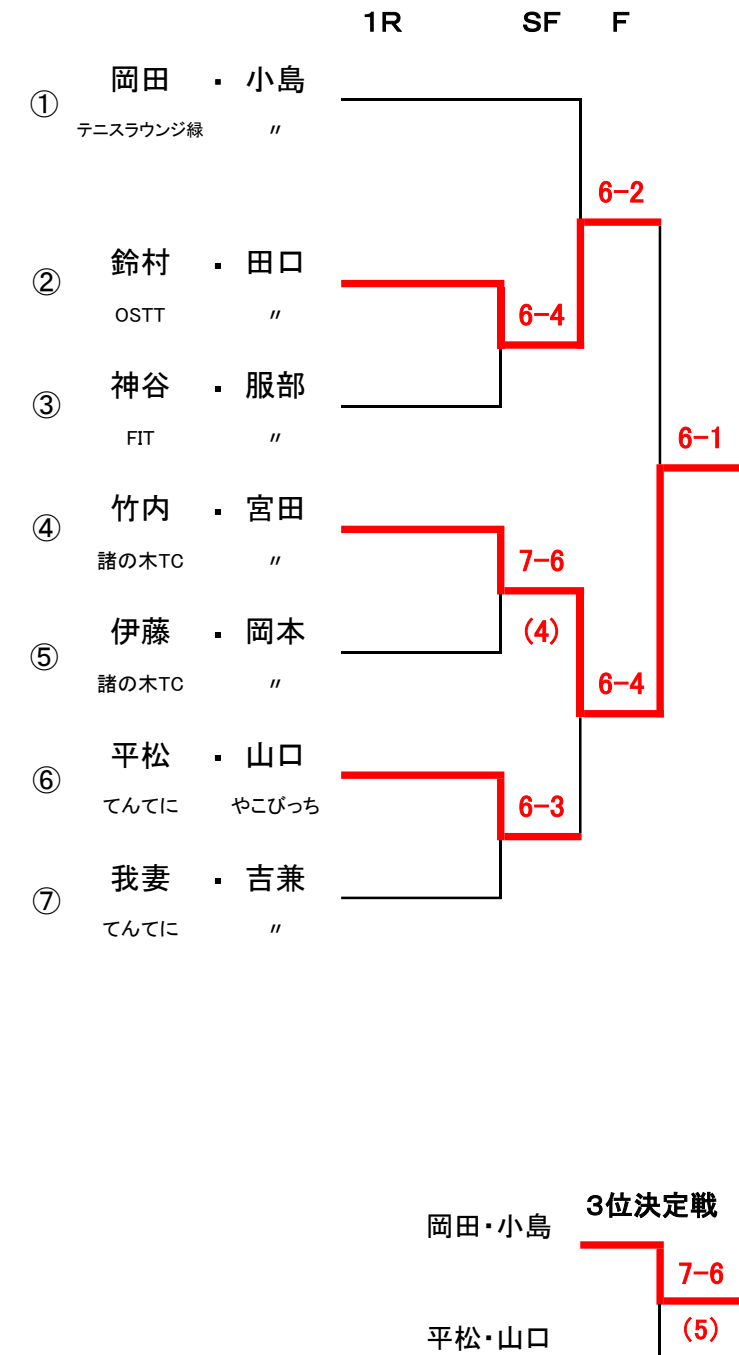 1R SF F
① 岡田 ・ 小島
テニスラウンジ緑 〃
6-2
② 鈴村 ・ 田口
OSTT 〃
6-4
③ 神谷 ・ 服部
FIT 〃
6-1
④ 竹内 ・ 宮田
諸の木TC 〃
7-6
(4)
⑤ 伊藤 ・ 岡本
諸の木TC 〃
6-4
⑥ 平松 ・ 山口
てんてに やこびっち
6-3
⑦ 我妻 ・ 吉兼
てんてに 〃
3位決定戦
岡田・小島
7-6
(5)
平松・山口